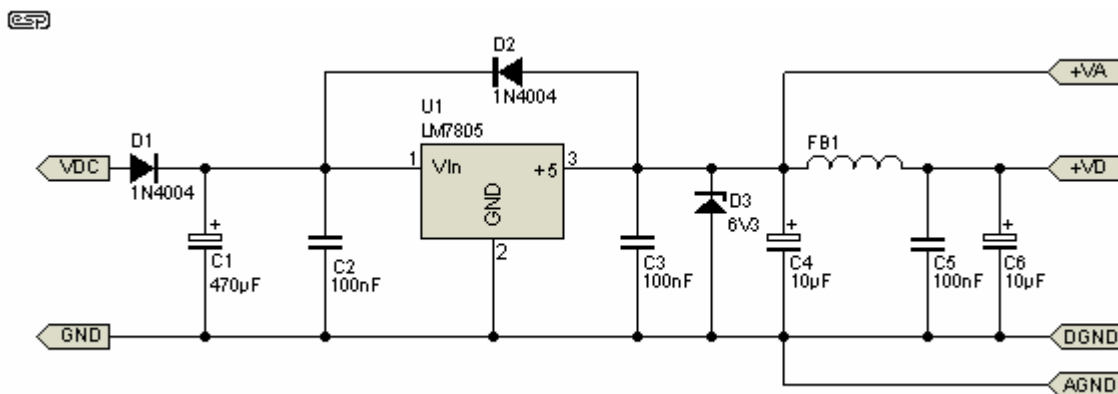 esp
D2
1N4004
+VA
U1
LM7805
D1
1N4004
VDC
1
VIn
+5
3
GND
2
FB1
+VD
D3
6V3
C1
470µF
+
C2
100nF
C3
100nF
C4
10µF
+
C5
100nF
C6
10µF
+
GND
DGND
AGND